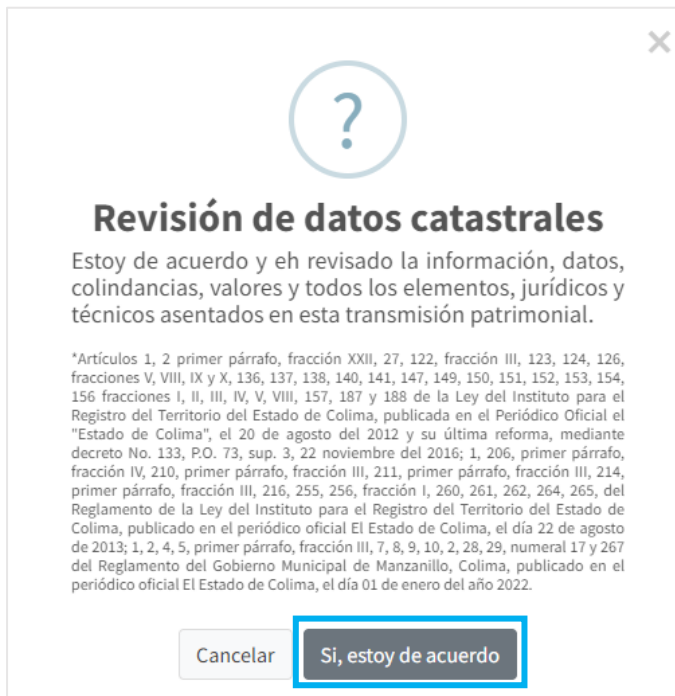 ×
?
Revisión de datos catastrales
Estoy de acuerdo y eh revisado la información, datos,
colindancias, valores y todos los elementos, jurídicos y
técnicos asentados en esta transmisión patrimonial.
*Artículos 1, 2 primer párrafo, fracción XXII, 27, 122, fracción III, 123, 124, 126,
fracciones V, VIII, IX y X, 136, 137, 138, 140, 141, 147, 149, 150, 151, 152, 153, 154,
156 fracciones I, II, III, IV, V, VIII, 157, 187 y 188 de la Ley del Instituto para el
Registro del Territorio del Estado de Colima, publicada en el Periódico Oficial el
"Estado de Colima", el 20 de agosto del 2012 y su última reforma, mediante
decreto No. 133, P.O. 73, sup. 3, 22 noviembre del 2016; 1, 206, primer párrafo,
fracción IV, 210, primer párrafo, fracción III, 211, primer párrafo, fracción III, 214,
primer párrafo, fracción III, 216, 255, 256, fracción I, 260, 261, 262, 264, 265, del
Reglamento de la Ley del Instituto para el Registro del Territorio del Estado de
Colima, publicado en el periódico oficial El Estado de Colima, el día 22 de agosto
de 2013; 1, 2, 4, 5, primer párrafo, fracción III, 7, 8, 9, 10, 2, 28, 29, numeral 17 y 267
del Reglamento del Gobierno Municipal de Manzanillo, Colima, publicado en el
periódico oficial El Estado de Colima, el día 01 de enero del año 2022.
Cancelar Si, estoy de acuerdo